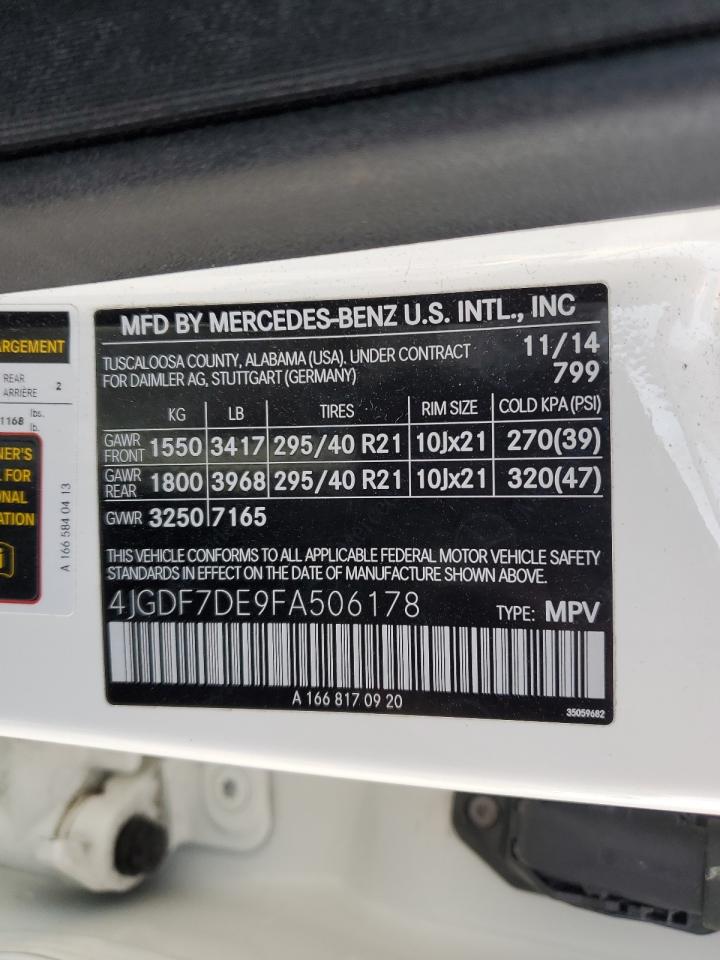 ARGEMENT
REAR
ARRIÈRE 2
1168 lbs.
lb.
NER'S
L FOR
ONAL
ATION
A 166 584 04 13
MFD BY MERCEDES-BENZ U.S. INTL., INC
TUSCALOOSA COUNTY, ALABAMA (USA). UNDER CONTRACT 11/14
FOR DAIMLER AG, STUTTGART (GERMANY) 799
KG LB TIRES RIM SIZE COLD KPA (PSI)
GAWR FRONT 1550 3417 295/40 R21 10Jx21 270(39)
GAWR REAR 1800 3968 295/40 R21 10Jx21 320(47)
GVWR 3250 7165
THIS VEHICLE CONFORMS TO ALL APPLICABLE FEDERAL MOTOR VEHICLE SAFETY
STANDARDS IN EFFECT ON THE DATE OF MANUFACTURE SHOWN ABOVE.
4JGDF7DE9FA506178 TYPE: MPV
A 166 817 09 20
35059682